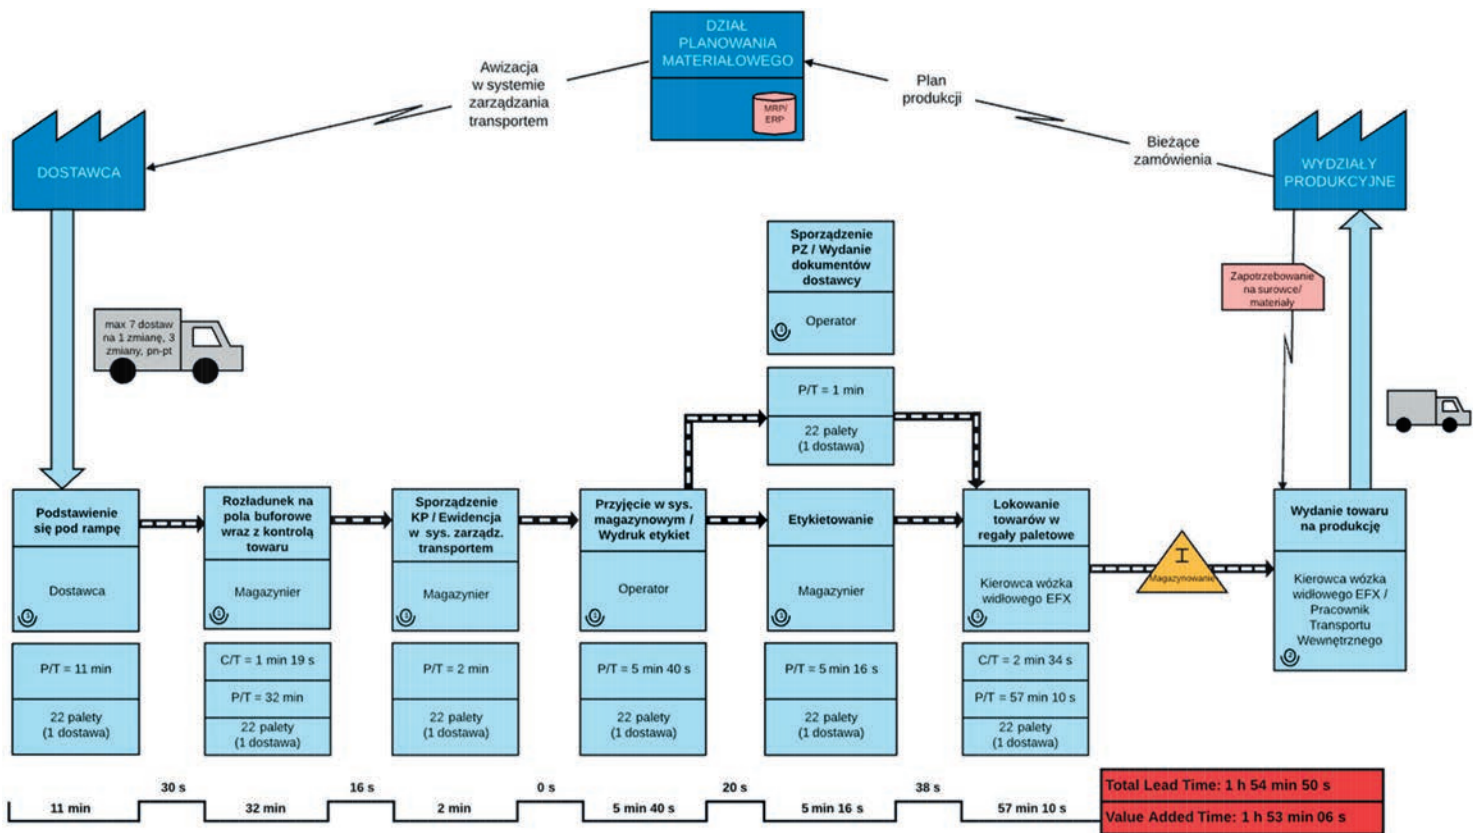 DZIAŁ
PLANOWANIA
MATERIAŁOWEGO
MRP/
ERP
Awizacja
w systemie
zarządzania
transportem
Plan
produkcji
Bieżące
zamówienia
DOSTAWCA
WYDZIAŁY
PRODUKCYJNE
max 7 dostaw
na 1 zmianę, 3
zmiany, pn-pt
Zapotrzebowanie
na surowce/
materiały
Sporządzenie
PZ / Wydanie
dokumentów
dostawcy
Operator
P/T = 1 min
22 palety
(1 dostawa)
Podstawienie
się pod rampę
Dostawca
P/T = 11 min
22 palety
(1 dostawa)
Rozładunek na
pola buforowe
wraz z kontrolą
towaru
Magazynier
C/T = 1 min 19 s
P/T = 32 min
22 palety
(1 dostawa)
Sporządzenie
KP / Ewidencja
w sys. zarządz.
transportem
Magazynier
P/T = 2 min
22 palety
(1 dostawa)
Przyjęcie w sys.
magazynowym /
Wydruk etykiet
Operator
P/T = 5 min 40 s
22 palety
(1 dostawa)
Etykietowanie
Magazynier
P/T = 5 min 16 s
22 palety
(1 dostawa)
Lokowanie
towarów w
regały paletowe
Kierowca wózka
widłowego EFX
C/T = 2 min 34 s
P/T = 57 min 10 s
22 palety
(1 dostawa)
I
Magazynowanie
Wydanie towaru
na produkcję
Kierowca wózka
widłowego EFX /
Pracownik
Transportu
Wewnętrznego
30 s
16 s
0 s
20 s
38 s
11 min
32 min
2 min
5 min 40 s
5 min 16 s
57 min 10 s
Total Lead Time: 1 h 54 min 50 s
Value Added Time: 1 h 53 min 06 s